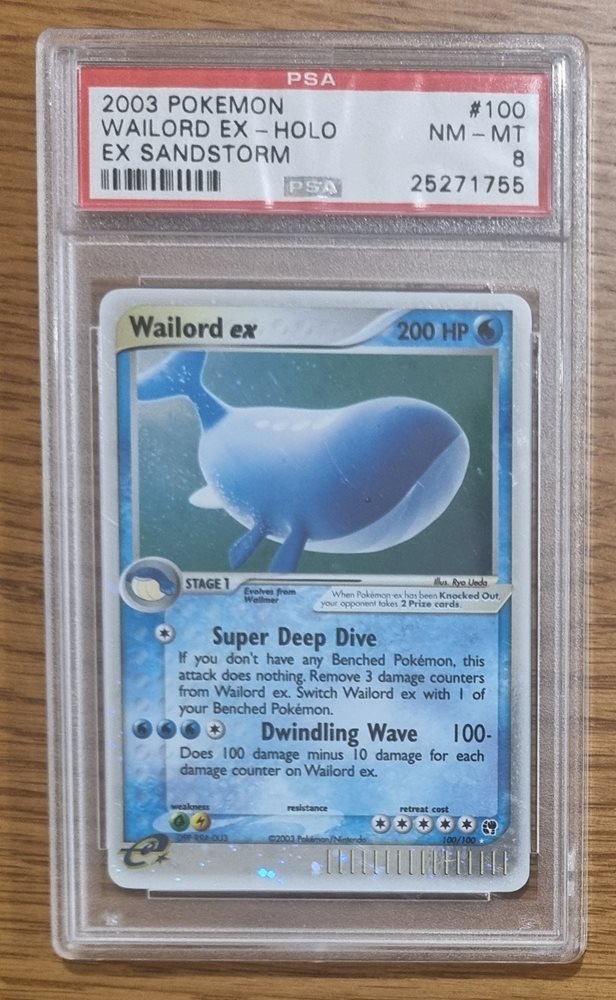 PSA
2003 POKEMON #100
WAILORD EX - HOLO NM - MT
EX SANDSTORM 8
PSA 25271755
Wailord ex 200 HP
STAGE 1 Illus. Ryo Ueda
Evolves from
Wailmer
When Pokémon-ex has been Knocked Out,
your opponent takes 2 Prize cards.
Super Deep Dive
If you don't have any Benched Pokémon, this
attack does nothing. Remove 3 damage counters
from Wailord ex. Switch Wailord ex with 1 of
your Benched Pokémon.
Dwindling Wave 100-
Does 100 damage minus 10 damage for each
damage counter on Wailord ex.
weakness resistance retreat cost
©2003 Pokémon/Nintendo 100/100
e